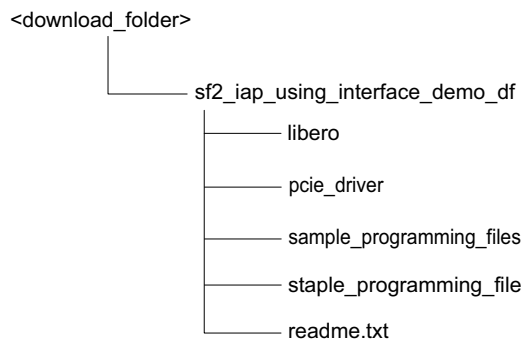 <download_folder>
sf2_iap_using_interface_demo_df
libero
pcie_driver
sample_programming_files
staple_programming_file
readme.txt